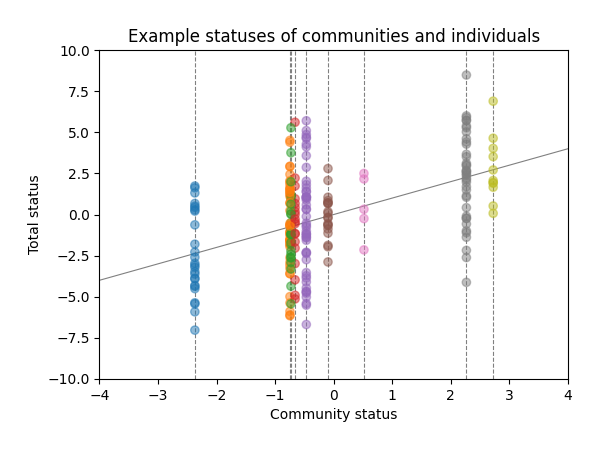 Example statuses of communities and individuals
10.0
7.5
5.0
2.5
0.0
−2.5
−5.0
−7.5
−10.0
Total status
−4 −3 −2 −1 0 1 2 3 4
Community status